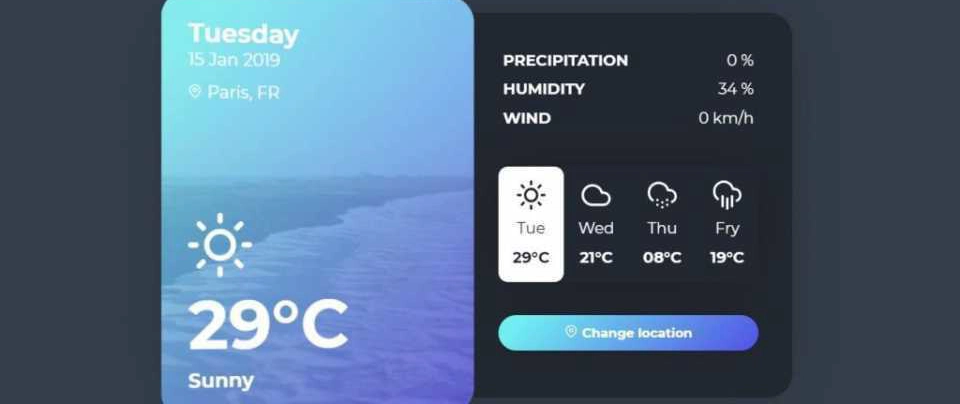 Tuesday
15 Jan 2019
Paris, FR
29°C
Sunny
PRECIPITATION 0 %
HUMIDITY 34 %
WIND 0 km/h
Tue Wed Thu Fry
29°C 21°C 08°C 19°C
Change location